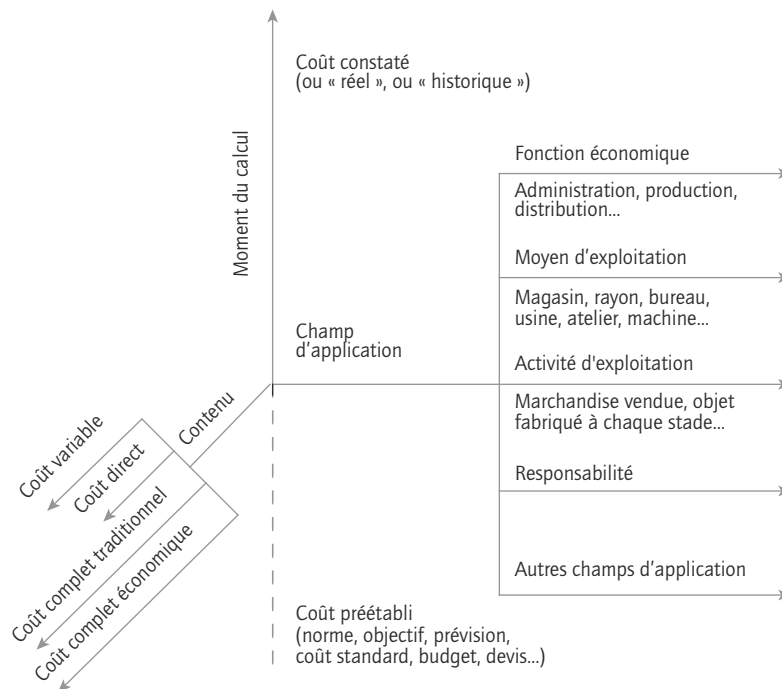 Coût constaté
(ou « réel », ou « historique »)
Moment du calcul
Fonction économique
Administration, production,
distribution...
Moyen d’exploitation
Magasin, rayon, bureau,
usine, atelier, machine...
Champ
d’application
Activité d'exploitation
Marchandise vendue, objet
fabriqué à chaque stade...
Responsabilité
Autres champs d’application
Contenu
Coût variable
Coût direct
Coût complet traditionnel
Coût complet économique
Coût préétabli
(norme, objectif, prévision,
coût standard, budget, devis...)